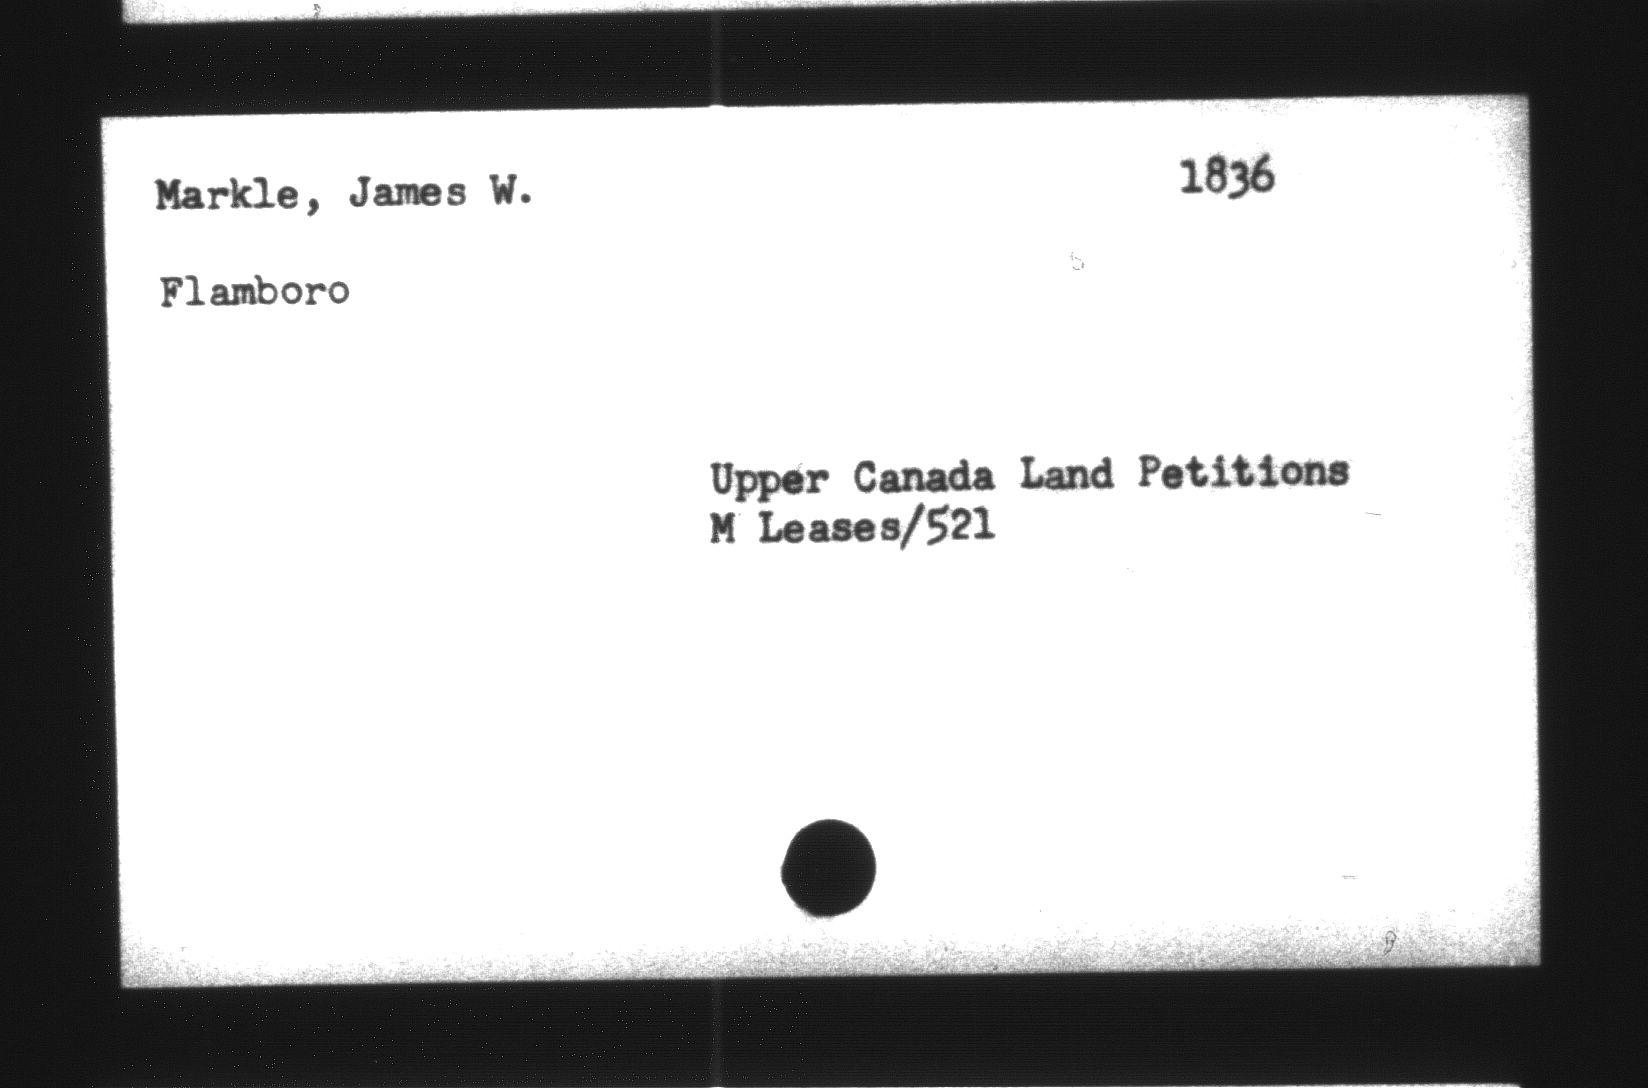 Markle, James W.
1836
Flamboro
Upper Canada Land Petitions
M Leases/521